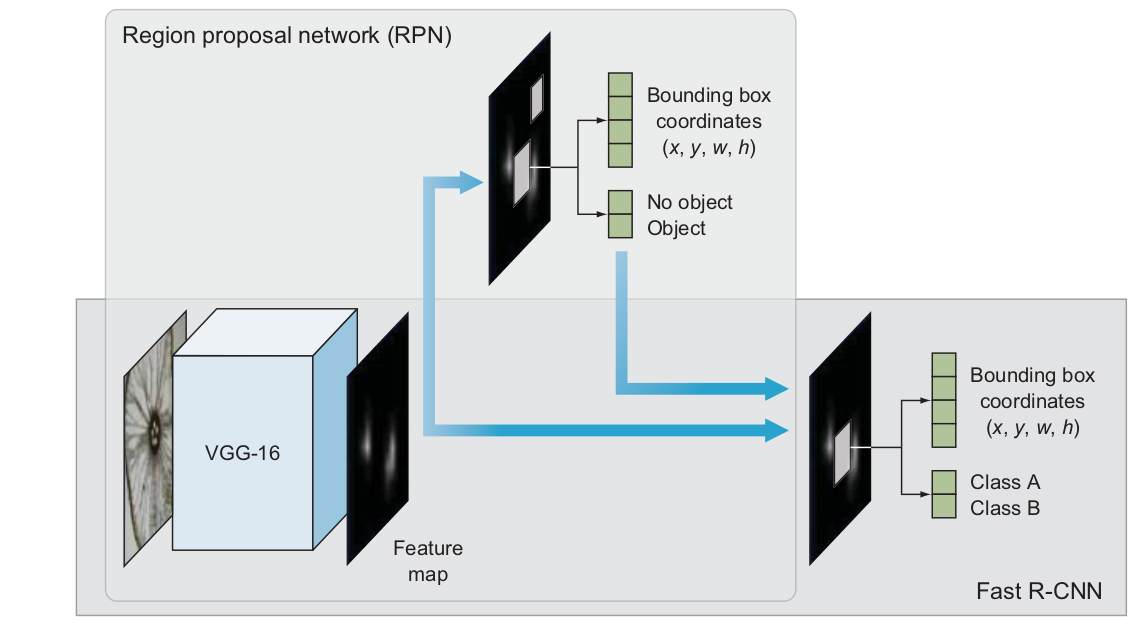 Region proposal network (RPN)
Bounding box
coordinates
(x, y, w, h)
No object
Object
VGG-16
Feature
map
Bounding box
coordinates
(x, y, w, h)
Class A
Class B
Fast R-CNN